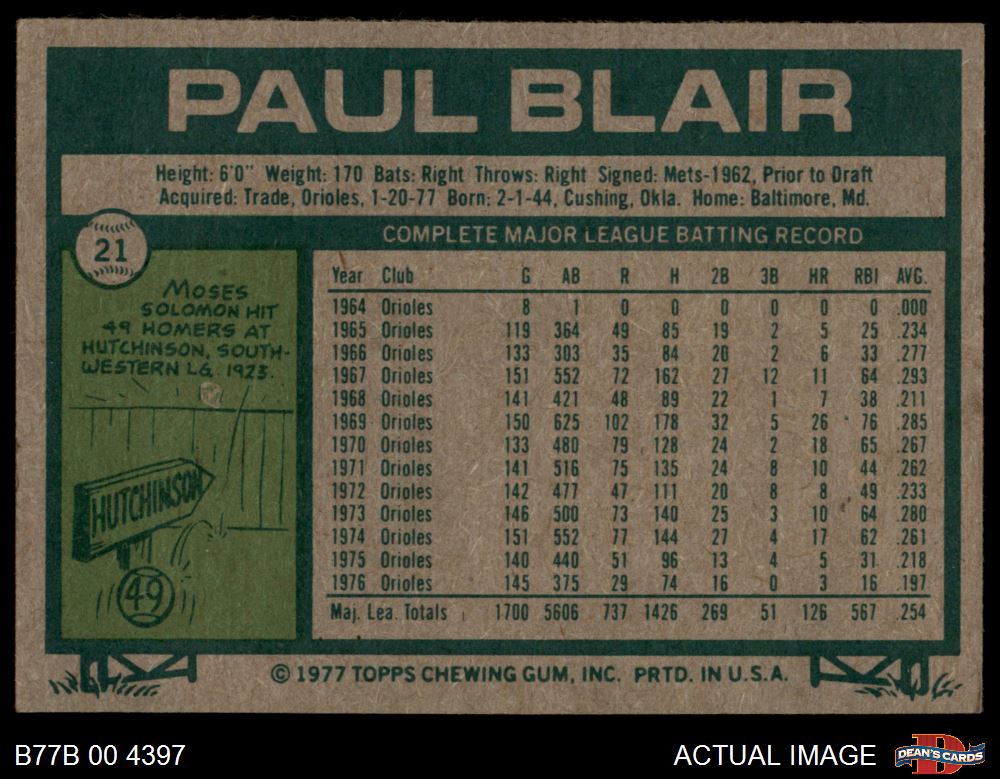 PAUL BLAIR
Height: 6'0" Weight: 170 Bats: Right Throws: Right Signed: Mets-1962, Prior to Draft
Acquired: Trade, Orioles, 1-20-77 Born: 2-1-44, Cushing, Okla. Home: Baltimore, Md.
21
MOSES
SOLOMON HIT
49 HOMERS AT
HUTCHINSON, SOUTH-
WESTERN LG. 1923.
HUTCHINSON
49
COMPLETE MAJOR LEAGUE BATTING RECORD
Year Club G AB R H 2B 3B HR RBI AVG.
1964 Orioles 8 1 0 0 0 0 0 0 .000
1965 Orioles 119 364 49 85 19 2 5 25 .234
1966 Orioles 133 303 35 84 20 2 6 33 .277
1967 Orioles 151 552 72 162 27 12 11 64 .293
1968 Orioles 141 421 48 89 22 1 7 38 .211
1969 Orioles 150 625 102 178 32 5 26 76 .285
1970 Orioles 133 480 79 128 24 2 18 65 .267
1971 Orioles 141 516 75 135 24 8 10 44 .262
1972 Orioles 142 477 47 111 20 8 8 49 .233
1973 Orioles 146 500 73 140 25 3 10 64 .280
1974 Orioles 151 552 77 144 27 4 17 62 .261
1975 Orioles 140 440 51 96 13 4 5 31 .218
1976 Orioles 145 375 29 74 16 0 3 16 .197
Maj. Lea. Totals 1700 5606 737 1426 269 51 126 567 .254
© 1977 TOPPS CHEWING GUM, INC. PRTD. IN U.S.A.
B77B 00 4397
ACTUAL IMAGE
D
DEAN'S CARDS